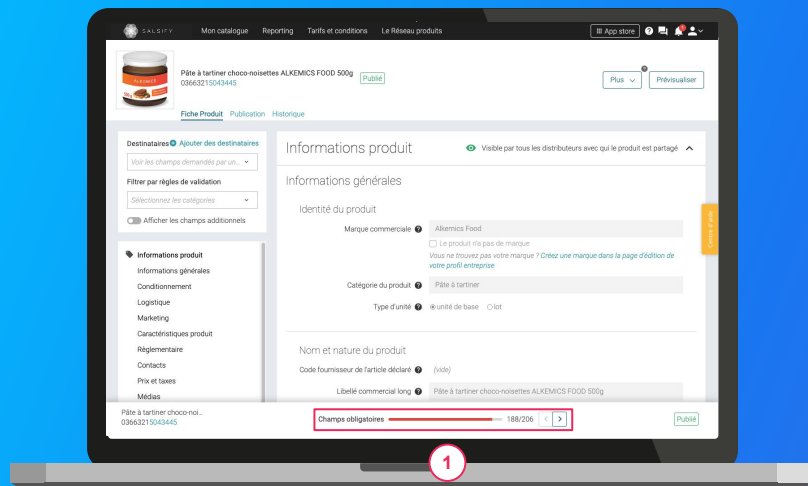 SALSIFY
Mon catalogue Reporting Tarifs et conditions Le Réseau produits
App store
Pâte à tartiner choco-noisettes ALKEMICS FOOD 500g Publié
03663215043445
ALKEMICS
Plus Prévisualiser
Fiche Produit Publication Historique
Destinataires Ajouter des destinataires
Voir les champs demandés par un...
Filtrer par règles de validation
Sélectionnez les catégories
Afficher les champs additionnels
Informations produit
Informations générales
Conditionnement
Logistique
Marketing
Caractéristiques produit
Règlementaire
Contacts
Prix et taxes
Médias
Informations produit
Visible par tous les distributeurs avec qui le produit est partagé
Informations générales
Identité du produit
Marque commerciale Alkemics Food
Le produit n'a pas de marque
Vous ne trouvez pas votre marque ? Créez une marque dans la page d'édition de
votre profil entreprise
Catégorie du produit Pâte à tartiner
Type d'unité unité de base lot
Nom et nature du produit
Code fournisseur de l'article déclaré (vide)
Libellé commercial long Pâte à tartiner choco-noisettes ALKEMICS FOOD 500g
Centre d'aide
Pâte à tartiner choco-noi...
03663215043445
Champs obligatoires 188/206
Publié
1